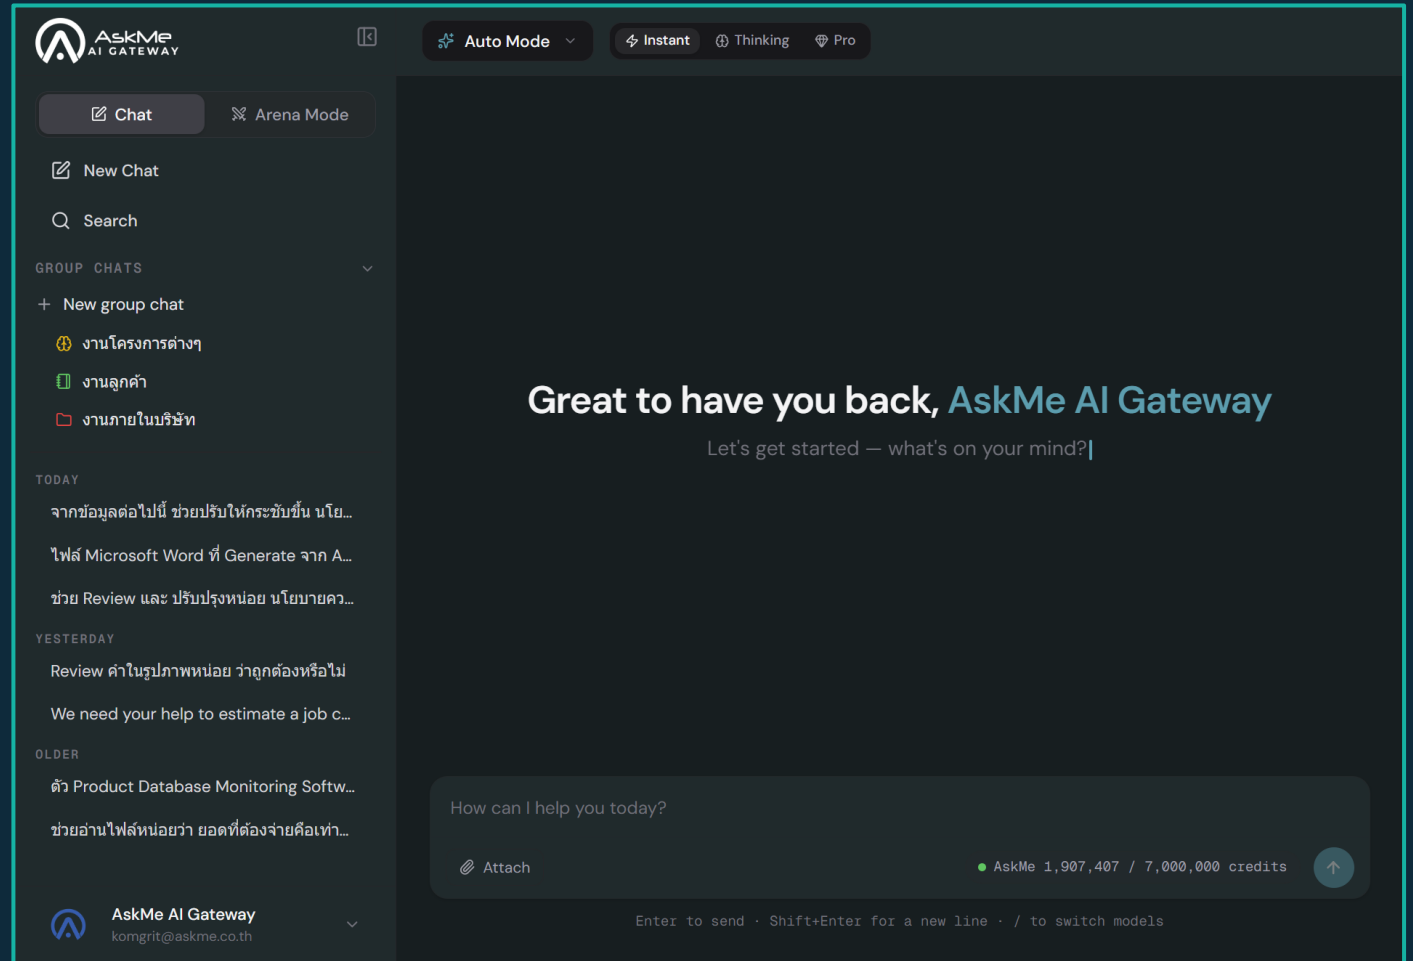 AskMe
AI GATEWAY
Auto Mode
Instant
Thinking
Pro
Chat
Arena Mode
New Chat
Search
GROUP CHATS
New group chat
งานโครงการต่างๆ
งานลูกค้า
งานภายในบริษัท
TODAY
จากข้อมูลต่อไปนี้ ช่วยปรับให้กระชับขึ้น นโย...
ไฟล์ Microsoft Word ที่ Generate จาก A...
ช่วย Review และ ปรับปรุงหน่อย นโยบายคว...
YESTERDAY
Review ค่าในรูปภาพหน่อย ว่าถูกต้องหรือไม่
We need your help to estimate a job c...
OLDER
ตัว Product Database Monitoring Softw...
ช่วยอ่านไฟล์หน่อยว่า ยอดที่ต้องจ่ายคือเท่า...
AskMe AI Gateway
komgrit@askme.co.th
Great to have you back, AskMe AI Gateway
Let's get started — what's on your mind?
How can I help you today?
Attach
AskMe 1,907,407 / 7,000,000 credits
Enter to send · Shift+Enter for a new line · / to switch models